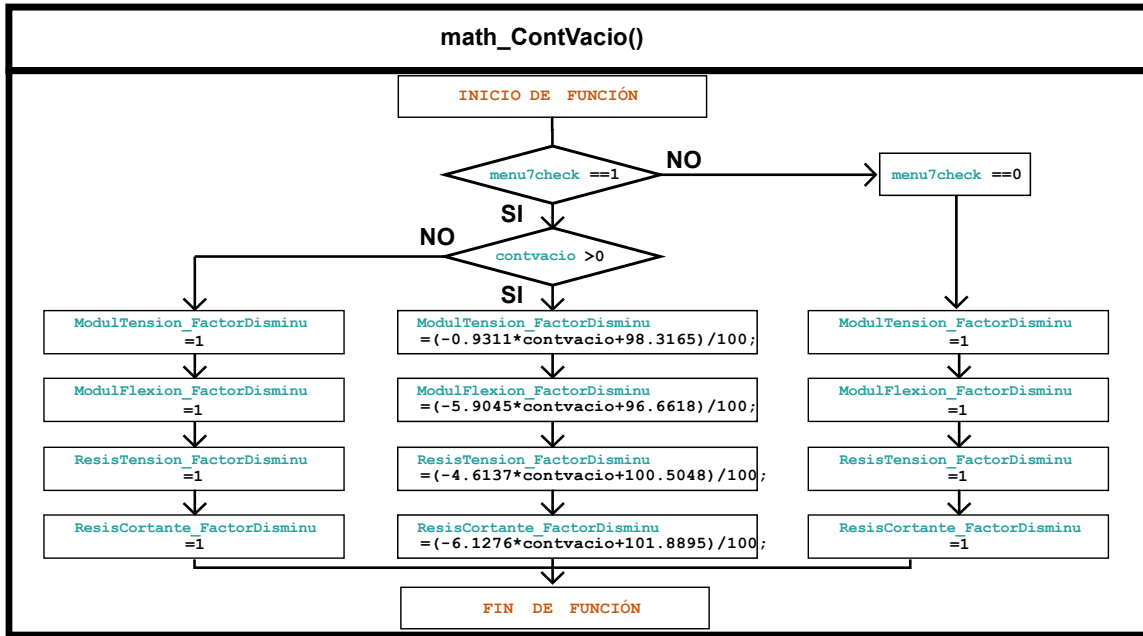 math_ContVacio()
INICIO DE FUNCIÓN
menu7check ==1
NO
menu7check ==0
SI
contvacio >0
NO
SI
ModulTension_FactorDisminu
=1
ModulFlexion_FactorDisminu
=1
ResisTension_FactorDisminu
=1
ResisCortante_FactorDisminu
=1
ModulTension_FactorDisminu
=(-0.9311*contvacio+98.3165)/100;
ModulFlexion_FactorDisminu
=(-5.9045*contvacio+96.6618)/100;
ResisTension_FactorDisminu
=(-4.6137*contvacio+100.5048)/100;
ResisCortante_FactorDisminu
=(-6.1276*contvacio+101.8895)/100;
ModulTension_FactorDisminu
=1
ModulFlexion_FactorDisminu
=1
ResisTension_FactorDisminu
=1
ResisCortante_FactorDisminu
=1
FIN DE FUNCIÓN